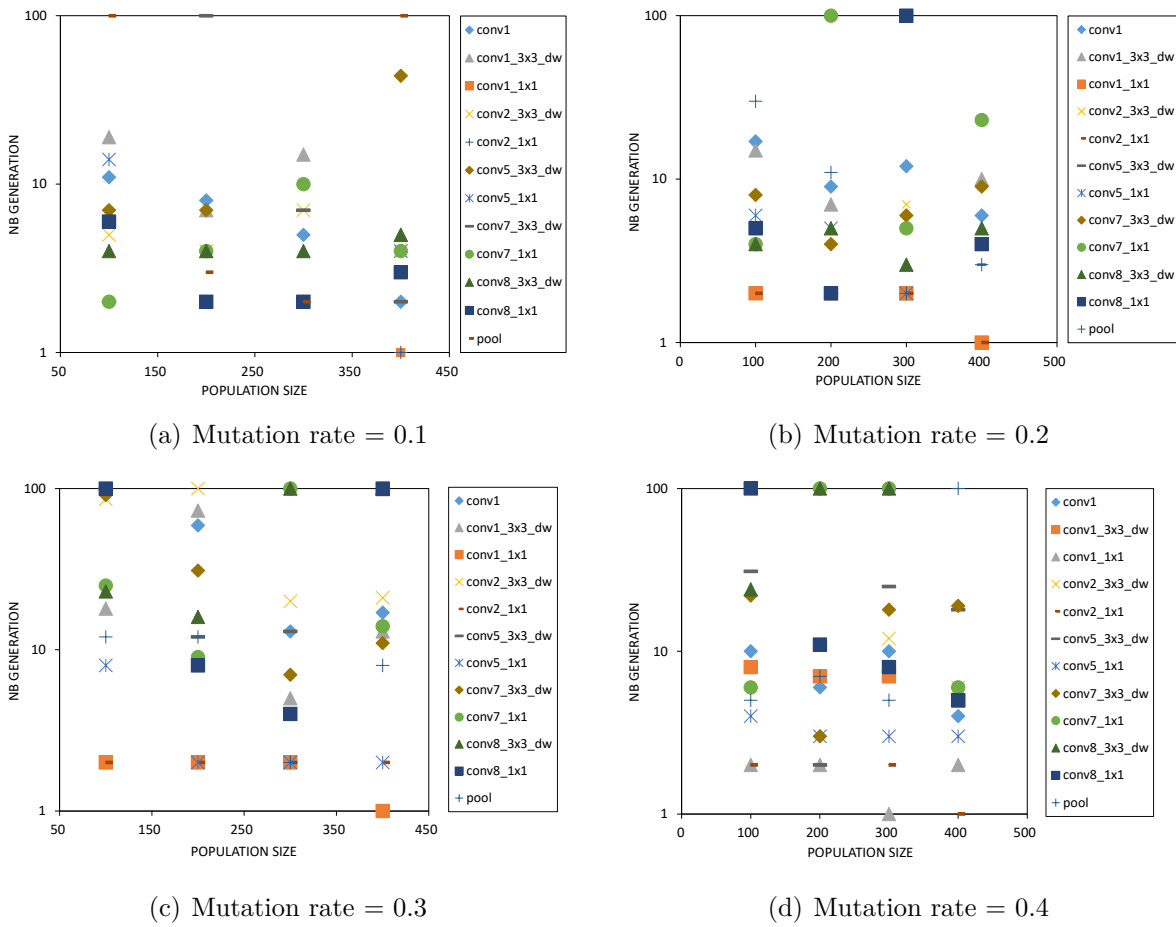 100
10
1
50
150
250
350
450
NB GENERATION
POPULATION SIZE
conv1
conv1_3x3_dw
conv1_1x1
conv2_3x3_dw
conv2_1x1
conv5_3x3_dw
conv5_1x1
conv7_3x3_dw
conv7_1x1
conv8_3x3_dw
conv8_1x1
pool
(a) Mutation rate = 0.1
100
10
1
0
100
200
300
400
500
NB GENERATION
POPULATION SIZE
conv1
conv1_3x3_dw
conv1_1x1
conv2_3x3_dw
conv2_1x1
conv5_3x3_dw
conv5_1x1
conv7_3x3_dw
conv7_1x1
conv8_3x3_dw
conv8_1x1
pool
(b) Mutation rate = 0.2
100
10
1
50
150
250
350
450
NB GENERATION
POPULATION SIZE
conv1
conv1_3x3_dw
conv1_1x1
conv2_3x3_dw
conv2_1x1
conv5_3x3_dw
conv5_1x1
conv7_3x3_dw
conv7_1x1
conv8_3x3_dw
conv8_1x1
pool
(c) Mutation rate = 0.3
100
10
1
0
100
200
300
400
500
NB GENERATION
POPULATION SIZE
conv1
conv1_3x3_dw
conv1_1x1
conv2_3x3_dw
conv2_1x1
conv5_3x3_dw
conv5_1x1
conv7_3x3_dw
conv7_1x1
conv8_3x3_dw
conv8_1x1
pool
(d) Mutation rate = 0.4